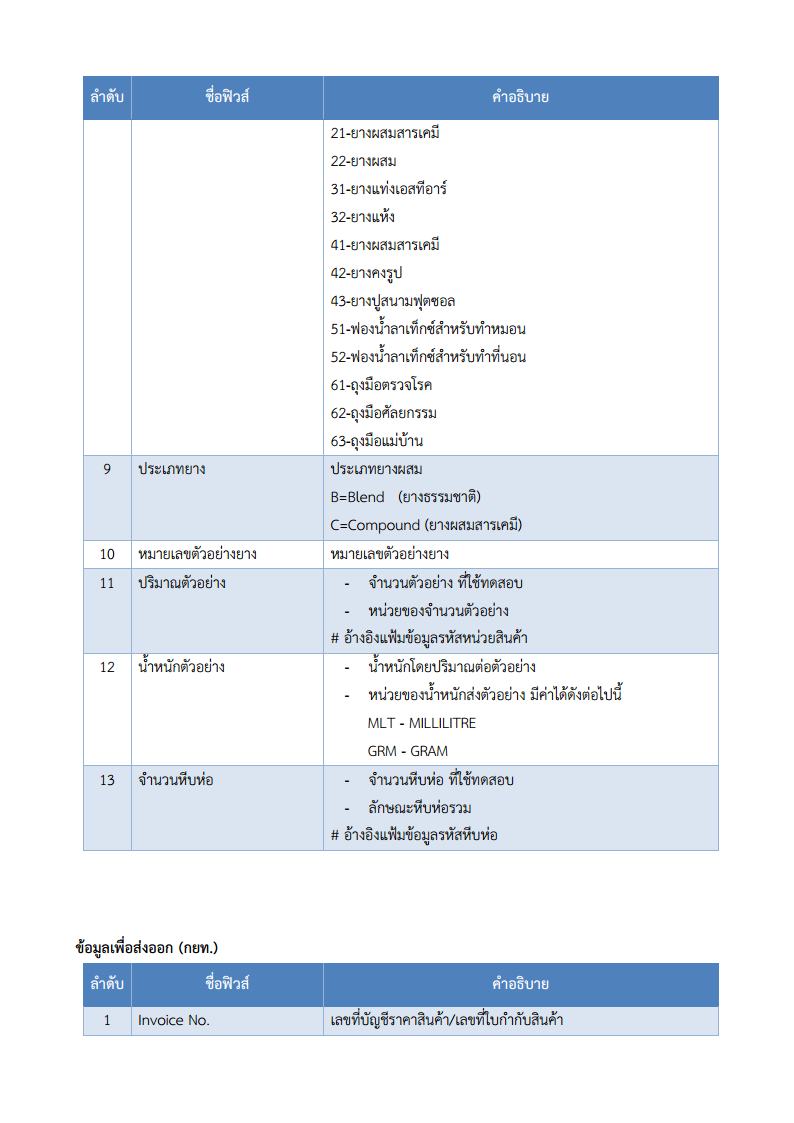 ลำดับ ชื่อฟิวส์ คำอธิบาย
21-ยางผสมสารเคมี
22-ยางผสม
31-ยางแท่งเอสทีอาร์
32-ยางแห้ง
41-ยางผสมสารเคมี
42-ยางคงรูป
43-ยางปูสนามฟุตซอล
51-ฟองน้ำลาเท็กซ์สำหรับทำหมอน
52-ฟองน้ำลาเท็กซ์สำหรับทำที่นอน
61-ถุงมือตรวจโรค
62-ถุงมือศัลยกรรม
63-ถุงมือแม่บ้าน
9 ประเภทยาง ประเภทยางผสม
B=Blend (ยางธรรมชาติ)
C=Compound (ยางผสมสารเคมี)
10 หมายเลขตัวอย่างยาง หมายเลขตัวอย่างยาง
11 ปริมาณตัวอย่าง - จำนวนตัวอย่าง ที่ใช้ทดสอบ
- หน่วยของจำนวนตัวอย่าง
# อ้างอิงแฟ้มข้อมูลรหัสหน่วยสินค้า
12 น้ำหนักตัวอย่าง - น้ำหนักโดยปริมาณต่อตัวอย่าง
- หน่วยของน้ำหนักส่งตัวอย่าง มีค่าได้ดังต่อไปนี้
MLT - MILLILITRE
GRM - GRAM
13 จำนวนหีบห่อ - จำนวนหีบห่อ ที่ใช้ทดสอบ
- ลักษณะหีบห่อรวม
# อ้างอิงแฟ้มข้อมูลรหัสหีบห่อ
ข้อมูลเพื่อส่งออก (กยท.)
ลำดับ ชื่อฟิวส์ คำอธิบาย
1 Invoice No. เลขที่บัญชีราคาสินค้า/เลขที่ใบกำกับสินค้า